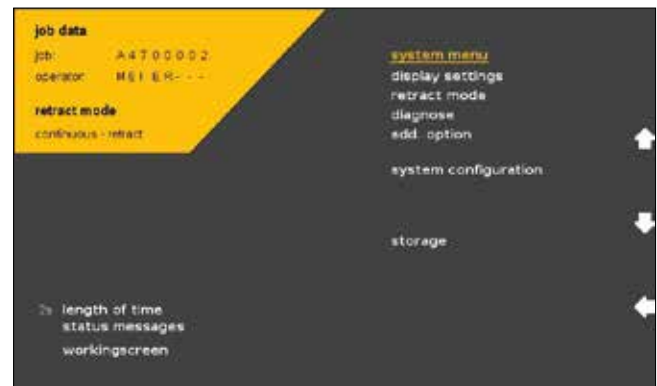 job data
job: A4700002
operator: MEIER---
retract mode
continuous - retract
system menu
display settings
retract mode
diagnose
add. option
system configuration
storage
2s length of time
status messages
workingscreen